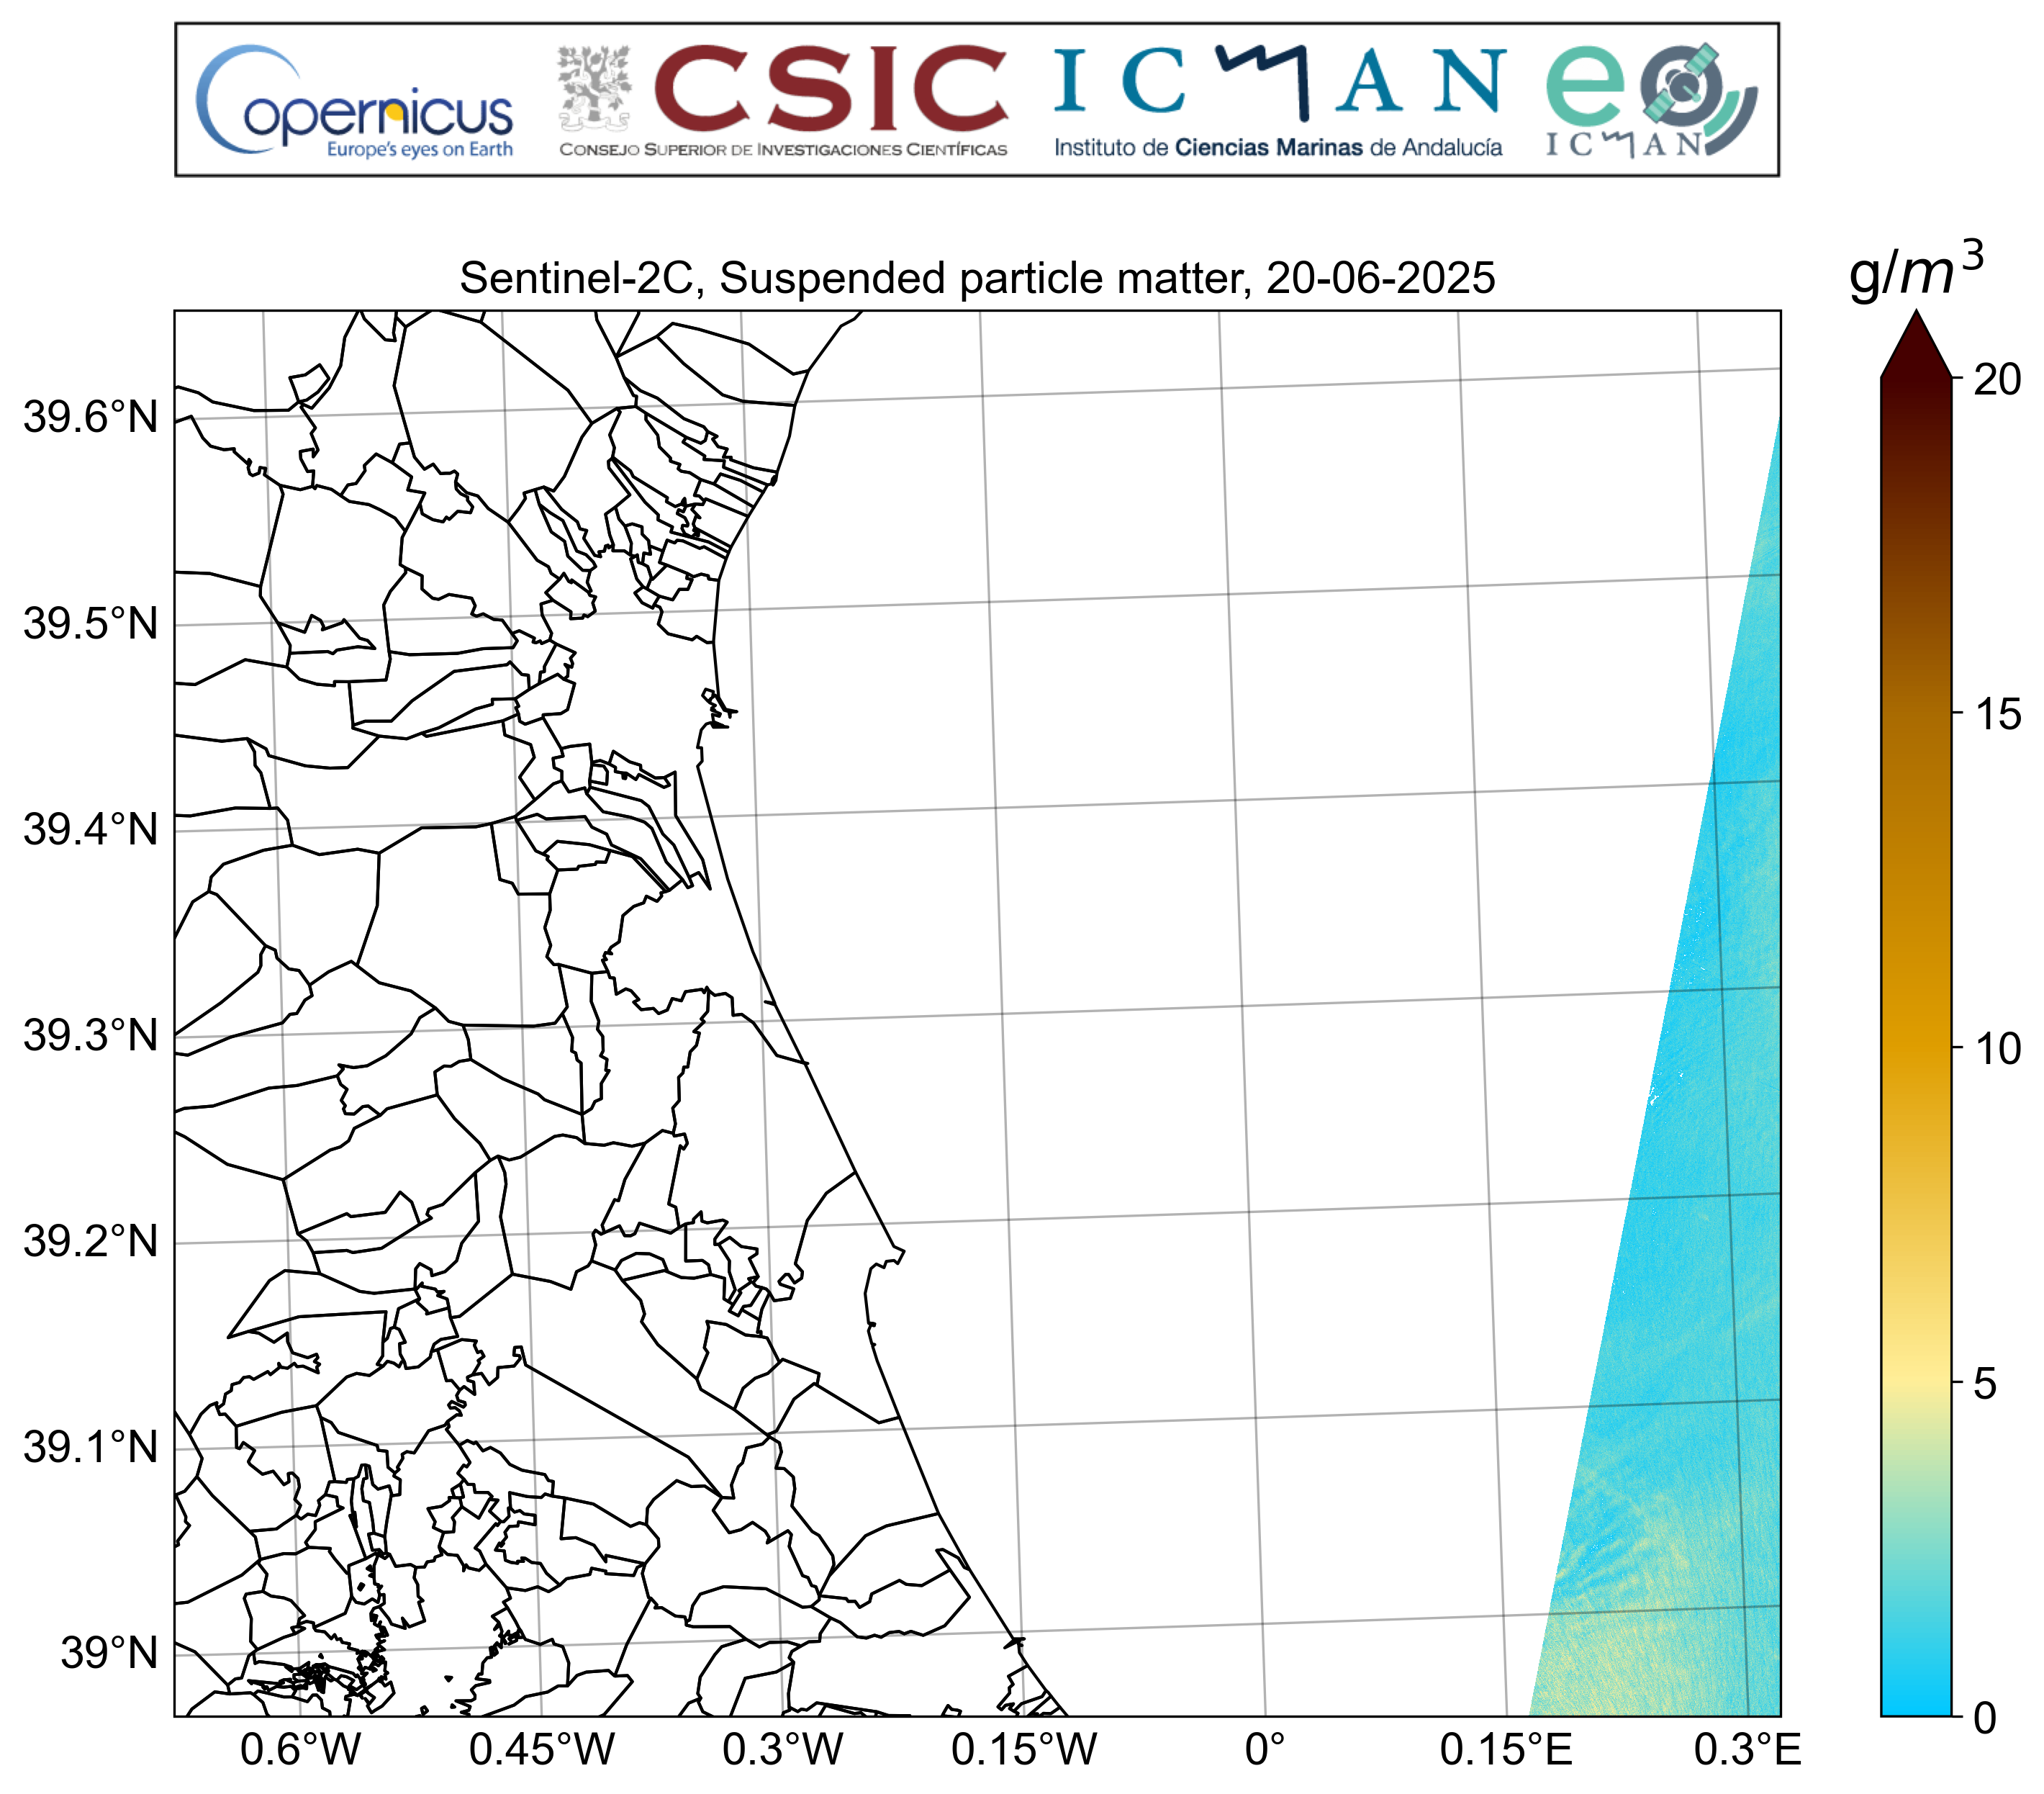 Copernicus
Europe's eyes on Earth
CSIC
CONSEJO SUPERIOR DE INVESTIGACIONES CIENTÍFICAS
ICMAN
Instituto de Ciencias Marinas de Andalucía
eo
ICMAN
Sentinel-2C, Suspended particle matter, 20-06-2025
g/m³
39.6°N
39.5°N
39.4°N
39.3°N
39.2°N
39.1°N
39°N
0.6°W 0.45°W 0.3°W 0.15°W 0° 0.15°E 0.3°E
20
15
10
5
0